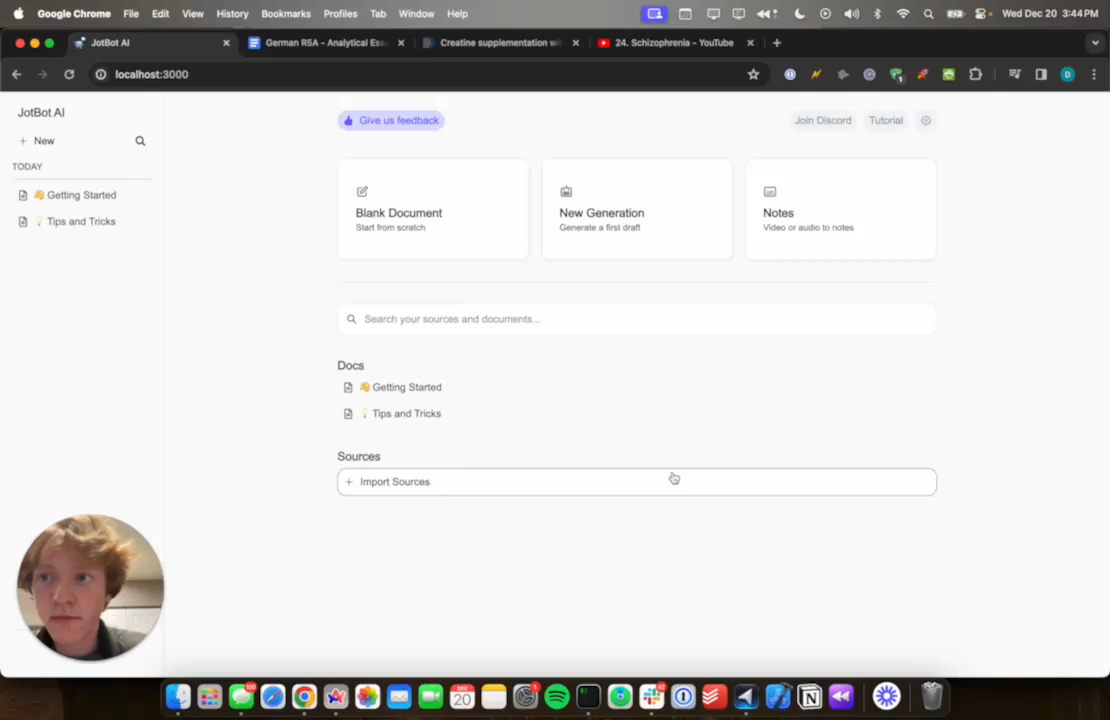 Google Chrome File Edit View History Bookmarks Profiles Tab Window Help Wed Dec 20 3:44 PM
JotBot AI German R5A - Analytical Ess Creatine supplementation wi 24. Schizophrenia - YouTube
localhost:3000
JotBot AI
+ New
TODAY
👋 Getting Started
💡 Tips and Tricks
Give us feedback
Join Discord Tutorial
Blank Document
Start from scratch
New Generation
Generate a first draft
Notes
Video or audio to notes
Search your sources and documents...
Docs
👋 Getting Started
💡 Tips and Tricks
Sources
+ Import Sources
DEC
20